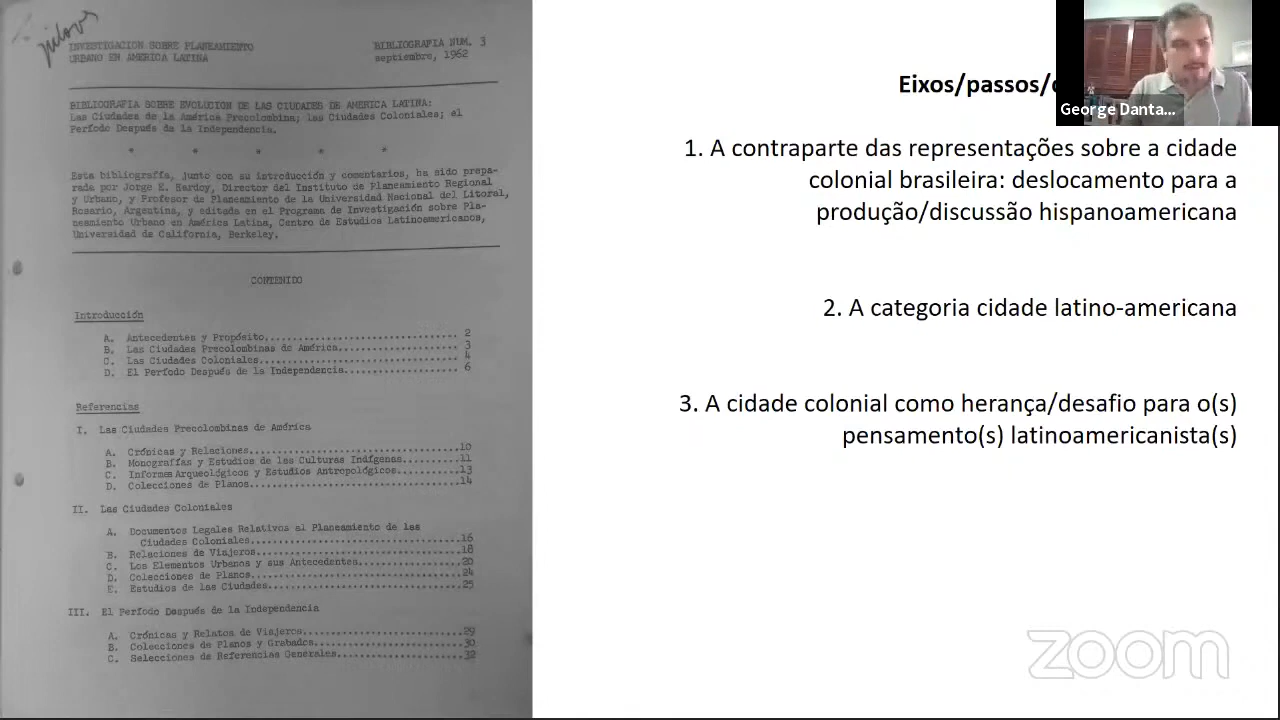 INVESTIGACION SOBRE PLANEAMIENTO
URBANO EN AMERICA LATINA
BIBLIOGRAFIA NUM. 3
septiembre, 1962
BIBLIOGRAFIA SOBRE EVOLUCION DE LAS CIUDADES DE AMERICA LATINA:
Las Ciudades de la América Precolombina; las Ciudades Coloniales; el
Período Después de la Independencia.
* * * * *
Esta bibliografía, junto con su introducción y comentarios, ha sido prepa-
rada por Jorge E. Hardoy, Director del Instituto de Planeamiento Regional
y Urbano, y Profesor de Planeamiento de la Universidad Nacional del Litoral,
Rosario, Argentina, y editada en el Programa de Investigación sobre Pla-
neamiento Urbano en América Latina, Centro de Estudios Latinoamericanos,
Universidad de California, Berkeley.
CONTENIDO
Introducción
A. Antecedentes y Propósito 2
B. Las Ciudades Precolombinas de América 3
C. Las Ciudades Coloniales 4
D. El Período Después de la Independencia 6
Referencias
I. Las Ciudades Precolombinas de América
A. Crónicas y Relaciones 10
B. Monografías y Estudios de las Culturas Indígenas 11
C. Informes Arqueológicos y Estudios Antropológicos 13
D. Colecciones de Planos 14
II. Las Ciudades Coloniales
A. Documentos Legales Relativos al Planeamiento de las
Ciudades Coloniales 16
B. Relaciones de Viajeros 18
C. Los Elementos Urbanos y sus Antecedentes 20
D. Colecciones de Planos 24
E. Estudios de las Ciudades 25
III. El Período Después de la Independencia
A. Crónicas y Relatos de Viajeros 29
B. Colecciones de Planos y Grabados 30
C. Selecciones de Referencias Generales 32
Eixos/passos/
George Danta...
1. A contraparte das representações sobre a cidade
colonial brasileira: deslocamento para a
produção/discussão hispanoamericana
2. A categoria cidade latino-americana
3. A cidade colonial como herança/desafio para o(s)
pensamento(s) latinoamericanista(s)
zoom